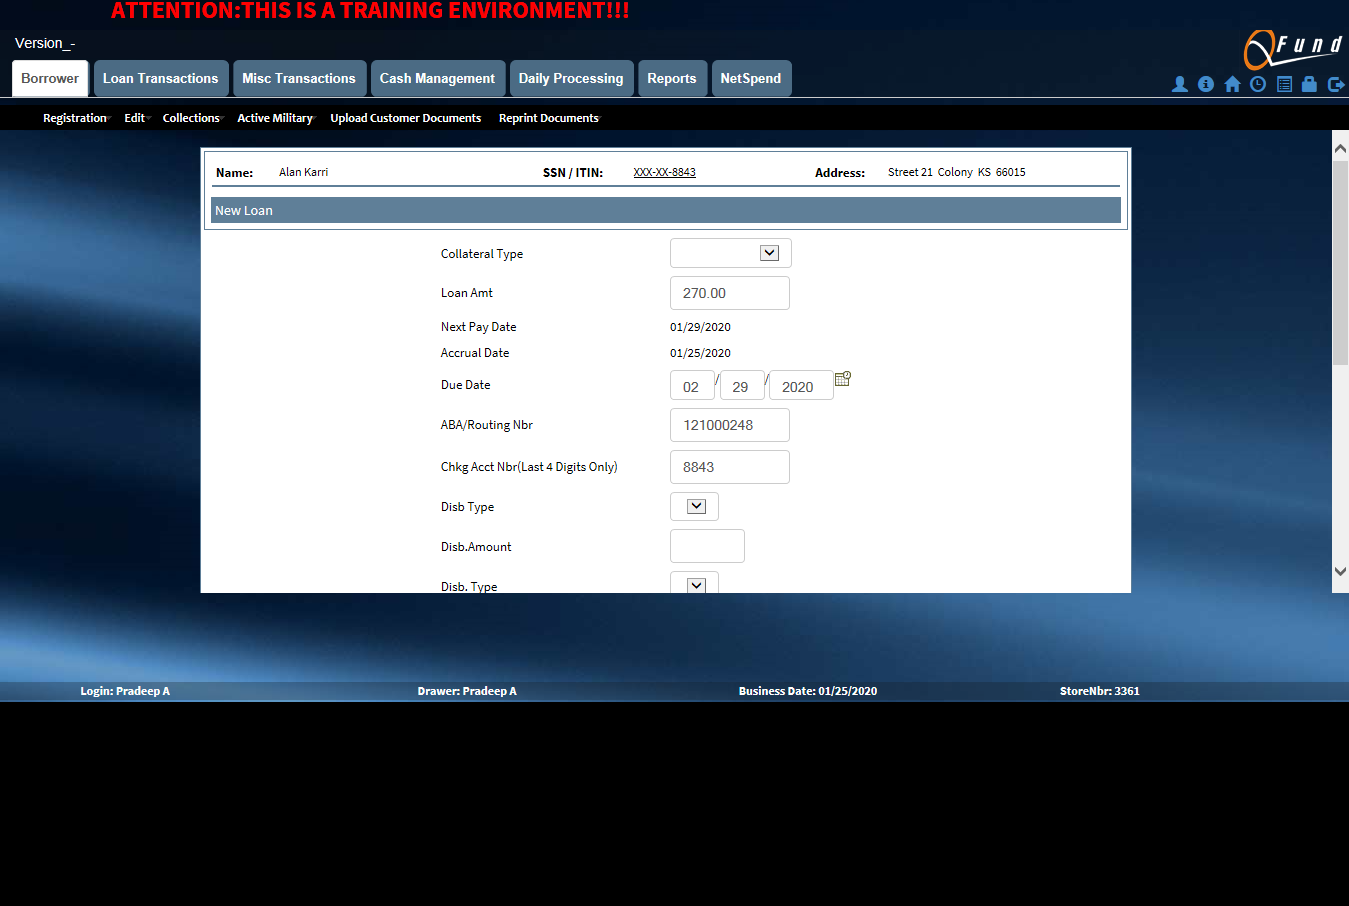 ATTENTION:THIS IS A TRAINING ENVIRONMENT!!!
Version_-
Fund
Borrower Loan Transactions Misc Transactions Cash Management Daily Processing Reports NetSpend
Registration Edit Collections Active Military Upload Customer Documents Reprint Documents
Name: Alan Karri SSN / ITIN: XXX-XX-8843 Address: Street 21 Colony KS 66015
New Loan
Collateral Type
Loan Amt 270.00
Next Pay Date 01/29/2020
Accrual Date 01/25/2020
Due Date 02 / 29 / 2020
ABA/Routing Nbr 121000248
Chkg Acct Nbr(Last 4 Digits Only) 8843
Disb Type
Disb.Amount
Disb. Type
Login: Pradeep A Drawer: Pradeep A Business Date: 01/25/2020 StoreNbr: 3361